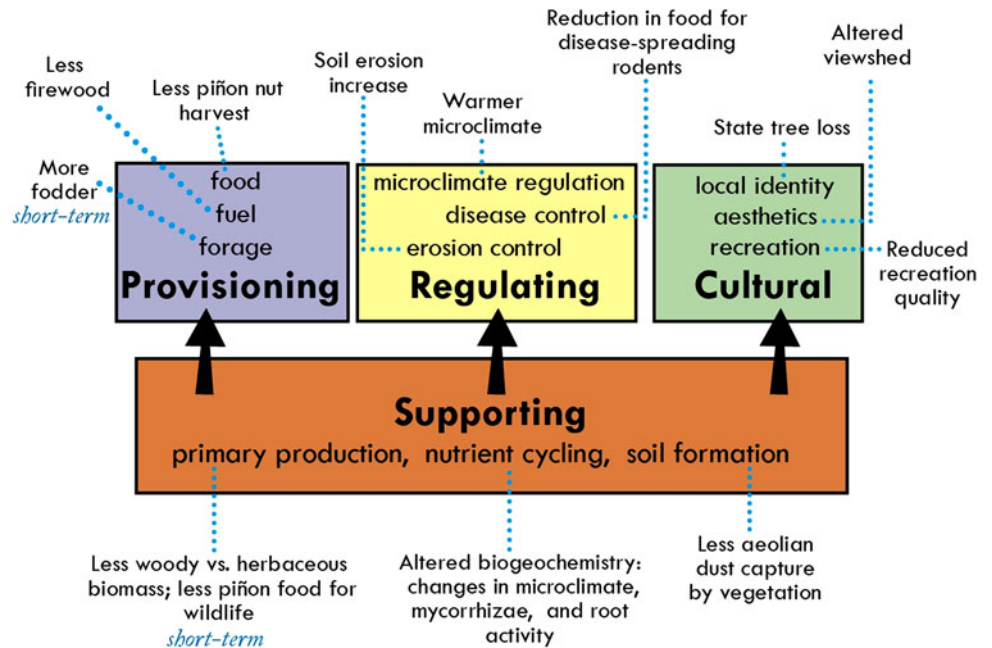 Less
firewood
Less piñon nut
harvest
Soil erosion
increase
Warmer
microclimate
Reduction in food for
disease-spreading
rodents
Altered
viewshed
State tree loss
More
fodder
short-term
food
fuel
forage
Provisioning
microclimate regulation
disease control
erosion control
Regulating
local identity
aesthetics
recreation
Cultural
Reduced
recreation
quality
Supporting
primary production, nutrient cycling, soil formation
Less woody vs. herbaceous
biomass; less piñon food for
wildlife
short-term
Altered biogeochemistry:
changes in microclimate,
mycorrhizae, and root
activity
Less aeolian
dust capture
by vegetation